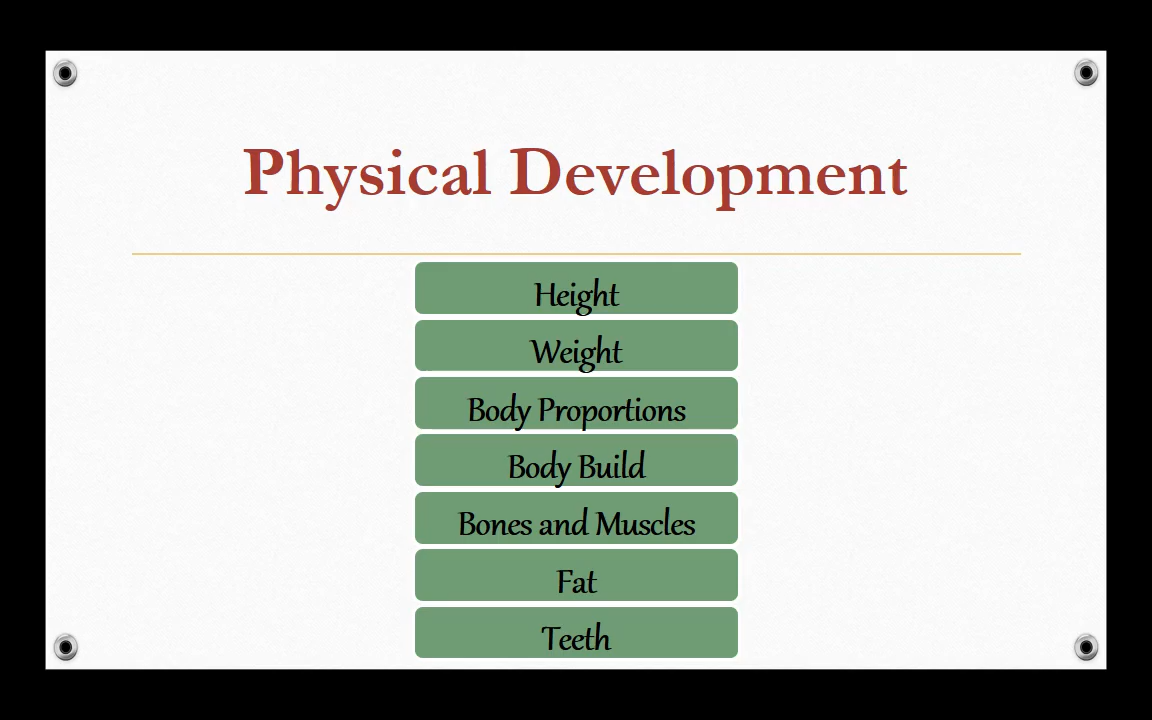 Physical Development
Height
Weight
Body Proportions
Body Build
Bones and Muscles
Fat
Teeth